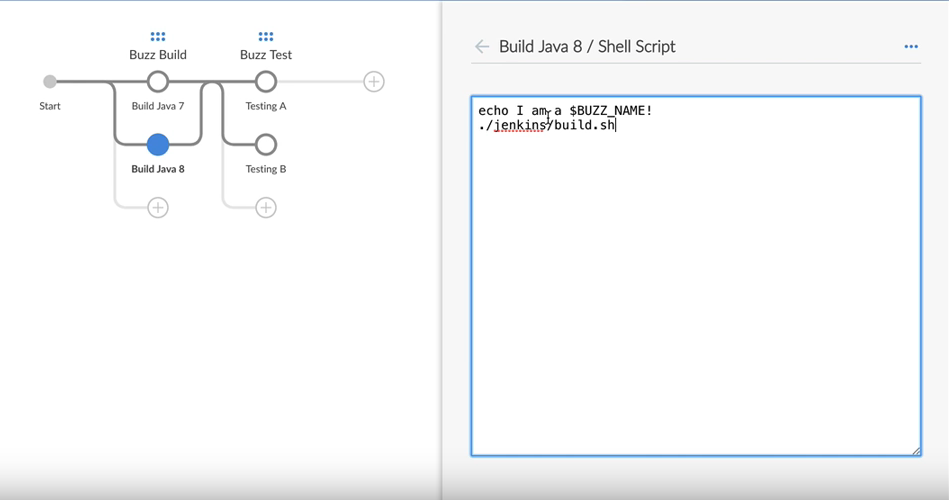 Buzz Build
Buzz Test
Start
Build Java 7
Testing A
Build Java 8
Testing B
Build Java 8 / Shell Script
echo I am a $BUZZ_NAME!
./jenkins/build.sh